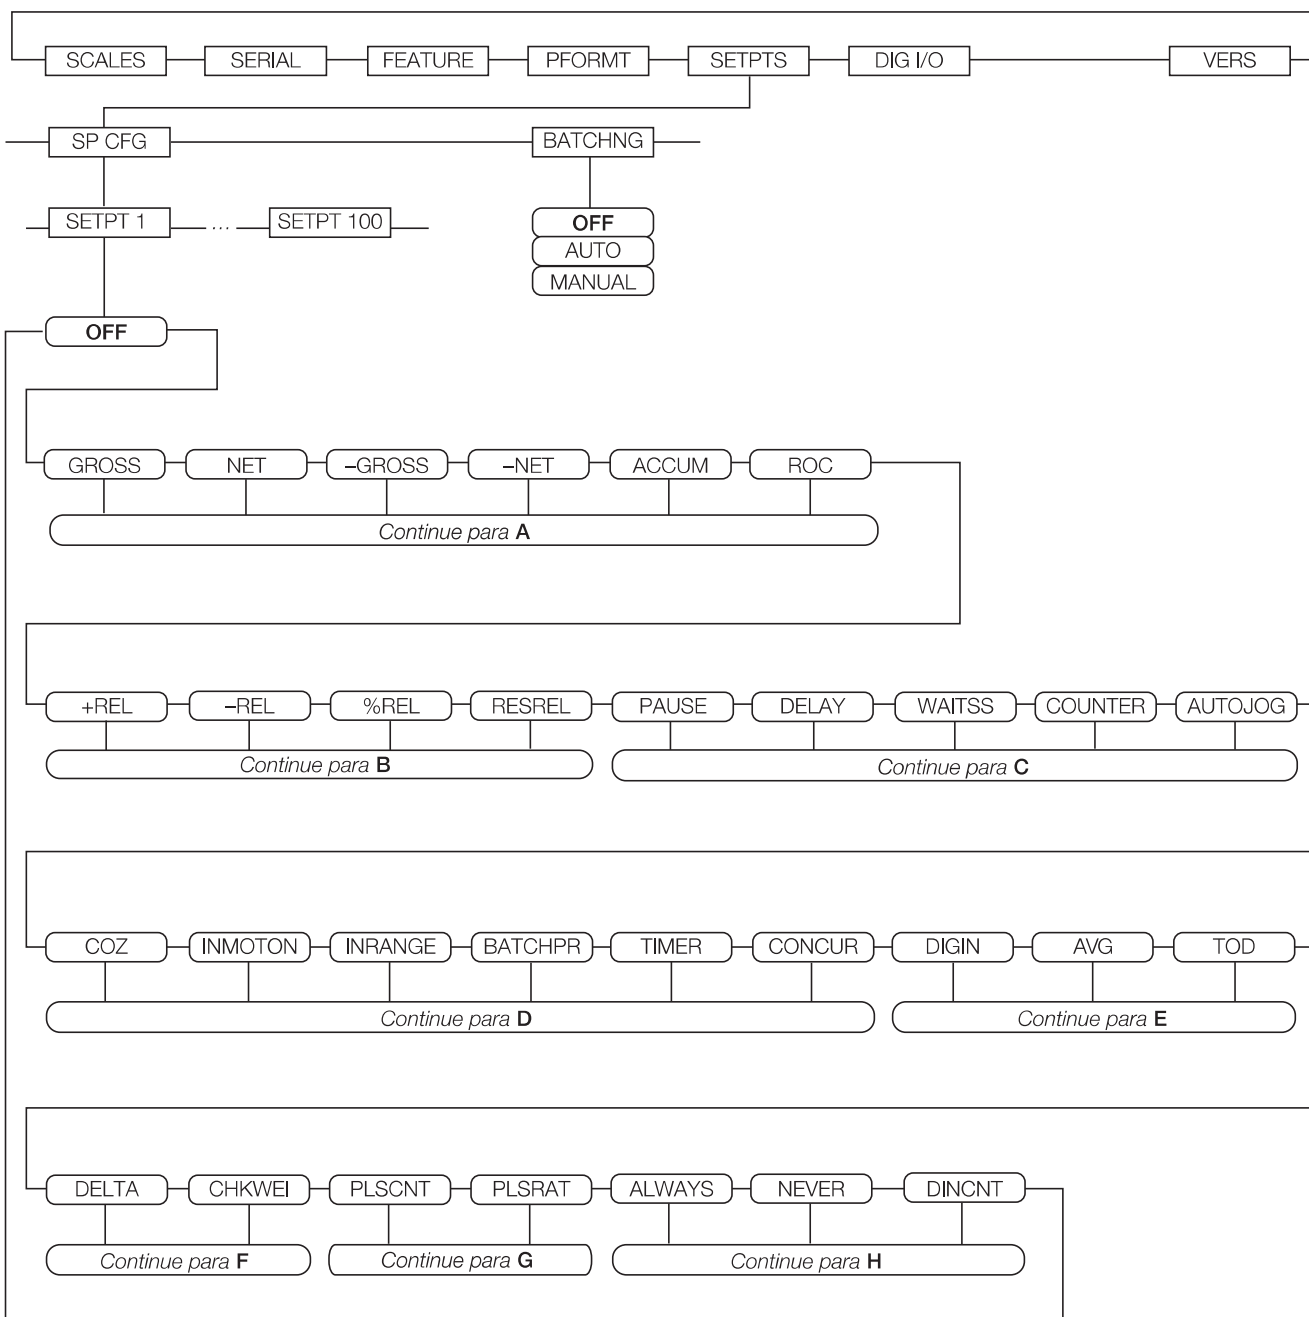 SCALES SERIAL FEATURE PFORMT SETPTS DIG I/O VERS
SP CFG BATCHNG
SETPT 1 ... SETPT 100 OFF
AUTO
MANUAL
OFF
GROSS NET –GROSS –NET ACCUM ROC
Continue para A
+REL –REL %REL RESREL PAUSE DELAY WAITSS COUNTER AUTOJOG
Continue para B Continue para C
COZ INMOTON INRANGE BATCHPR TIMER CONCUR DIGIN AVG TOD
Continue para D Continue para E
DELTA CHKWEI PLSCNT PLSRAT ALWAYS NEVER DINCNT
Continue para F Continue para G Continue para H